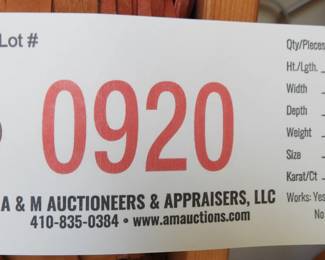 Lot #
0920
A & M AUCTIONEERS & APPRAISERS, LLC
410-835-0384 • www.amauctions.com
Qty/Pieces
Ht./Lgth.
Width
Depth
Weight
Size
Karat/Ct
Works: Yes
No